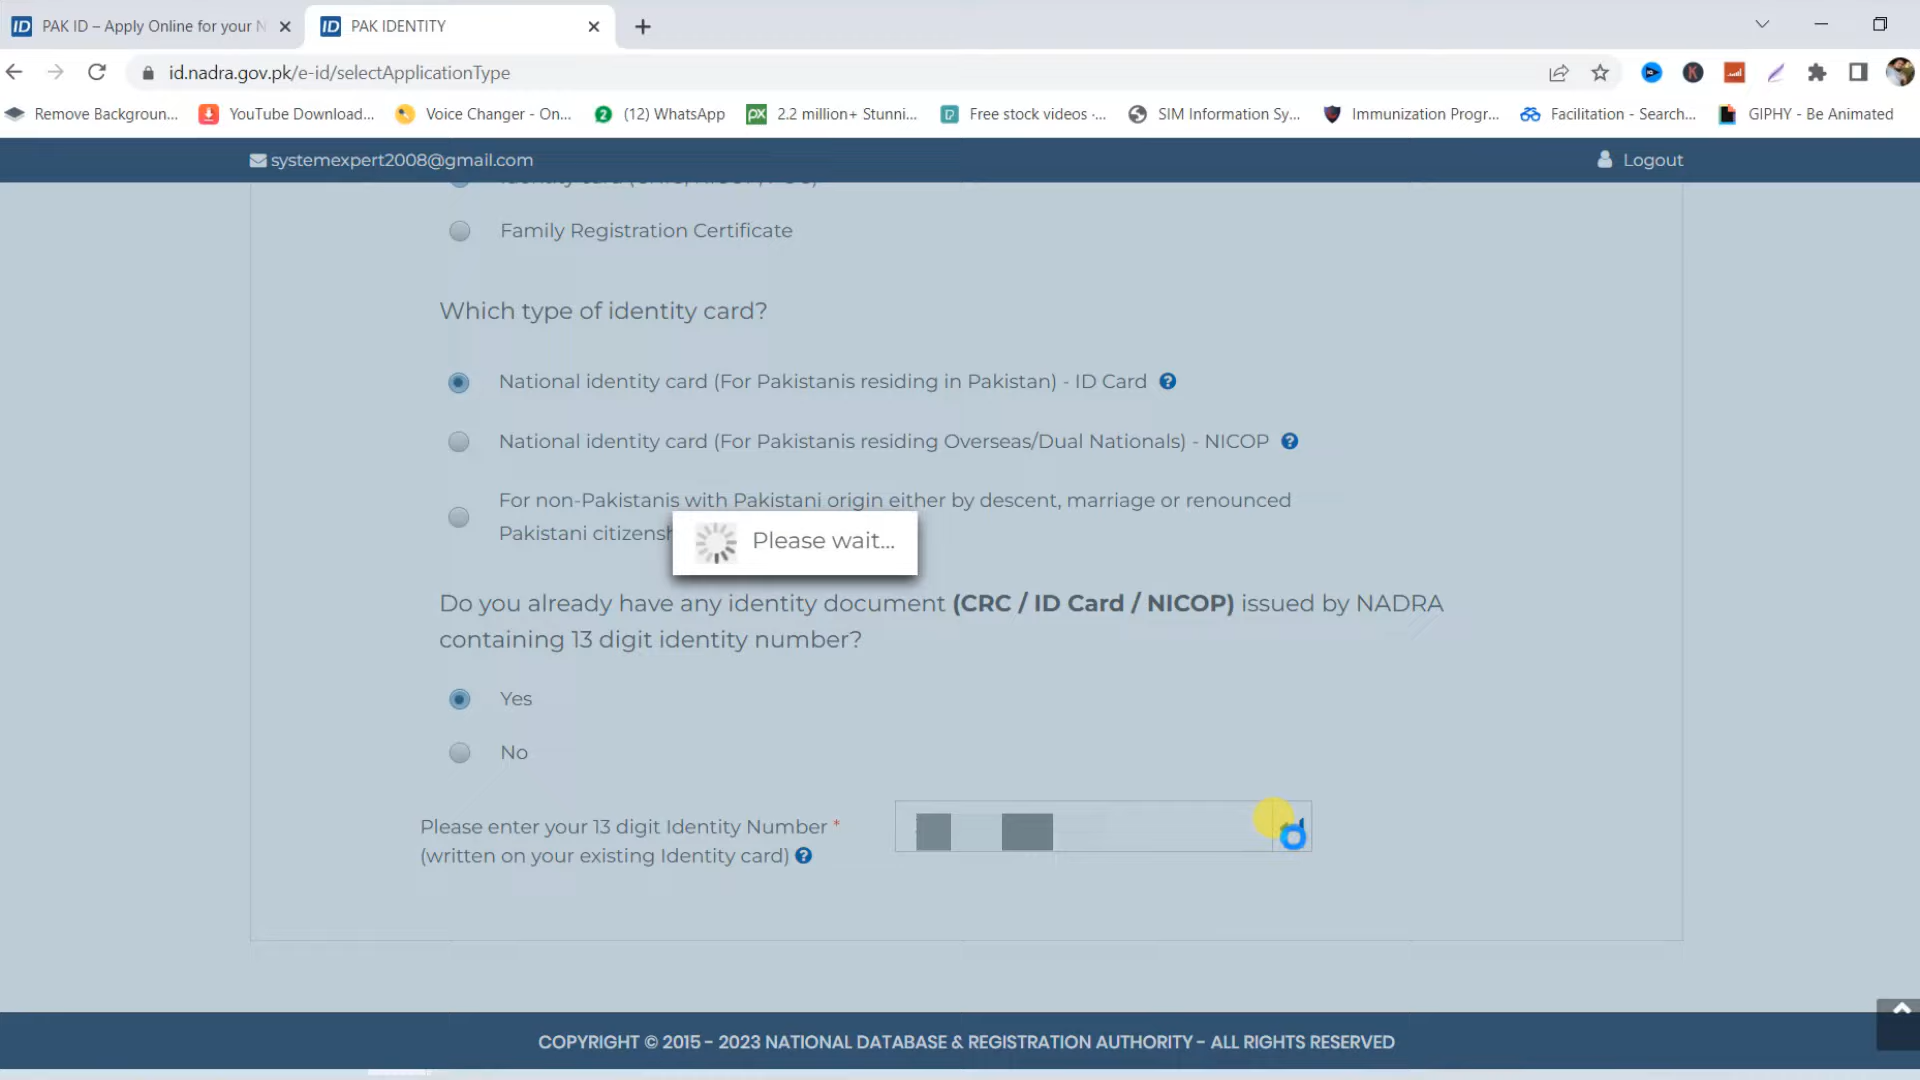 PAK ID – Apply Online for your N
PAK IDENTITY
id.nadra.gov.pk/e-id/selectApplicationType
Remove Backgroun...
YouTube Download...
Voice Changer - On...
(12) WhatsApp
2.2 million+ Stunni...
Free stock videos ·...
SIM Information Sy...
Immunization Progr...
Facilitation - Search...
GIPHY - Be Animated
systemexpert2008@gmail.com
Logout
Family Registration Certificate
Which type of identity card?
National identity card (For Pakistanis residing in Pakistan) - ID Card
National identity card (For Pakistanis residing Overseas/Dual Nationals) - NICOP
For non-Pakistanis with Pakistani origin either by descent, marriage or renounced
Pakistani
Please wait...
Do you already have any identity document (CRC / ID Card / NICOP) issued by NADRA
containing 13 digit identity number?
Yes
No
Please enter your 13 digit Identity Number *
(written on your existing Identity card)
COPYRIGHT © 2015 - 2023 NATIONAL DATABASE & REGISTRATION AUTHORITY - ALL RIGHTS RESERVED